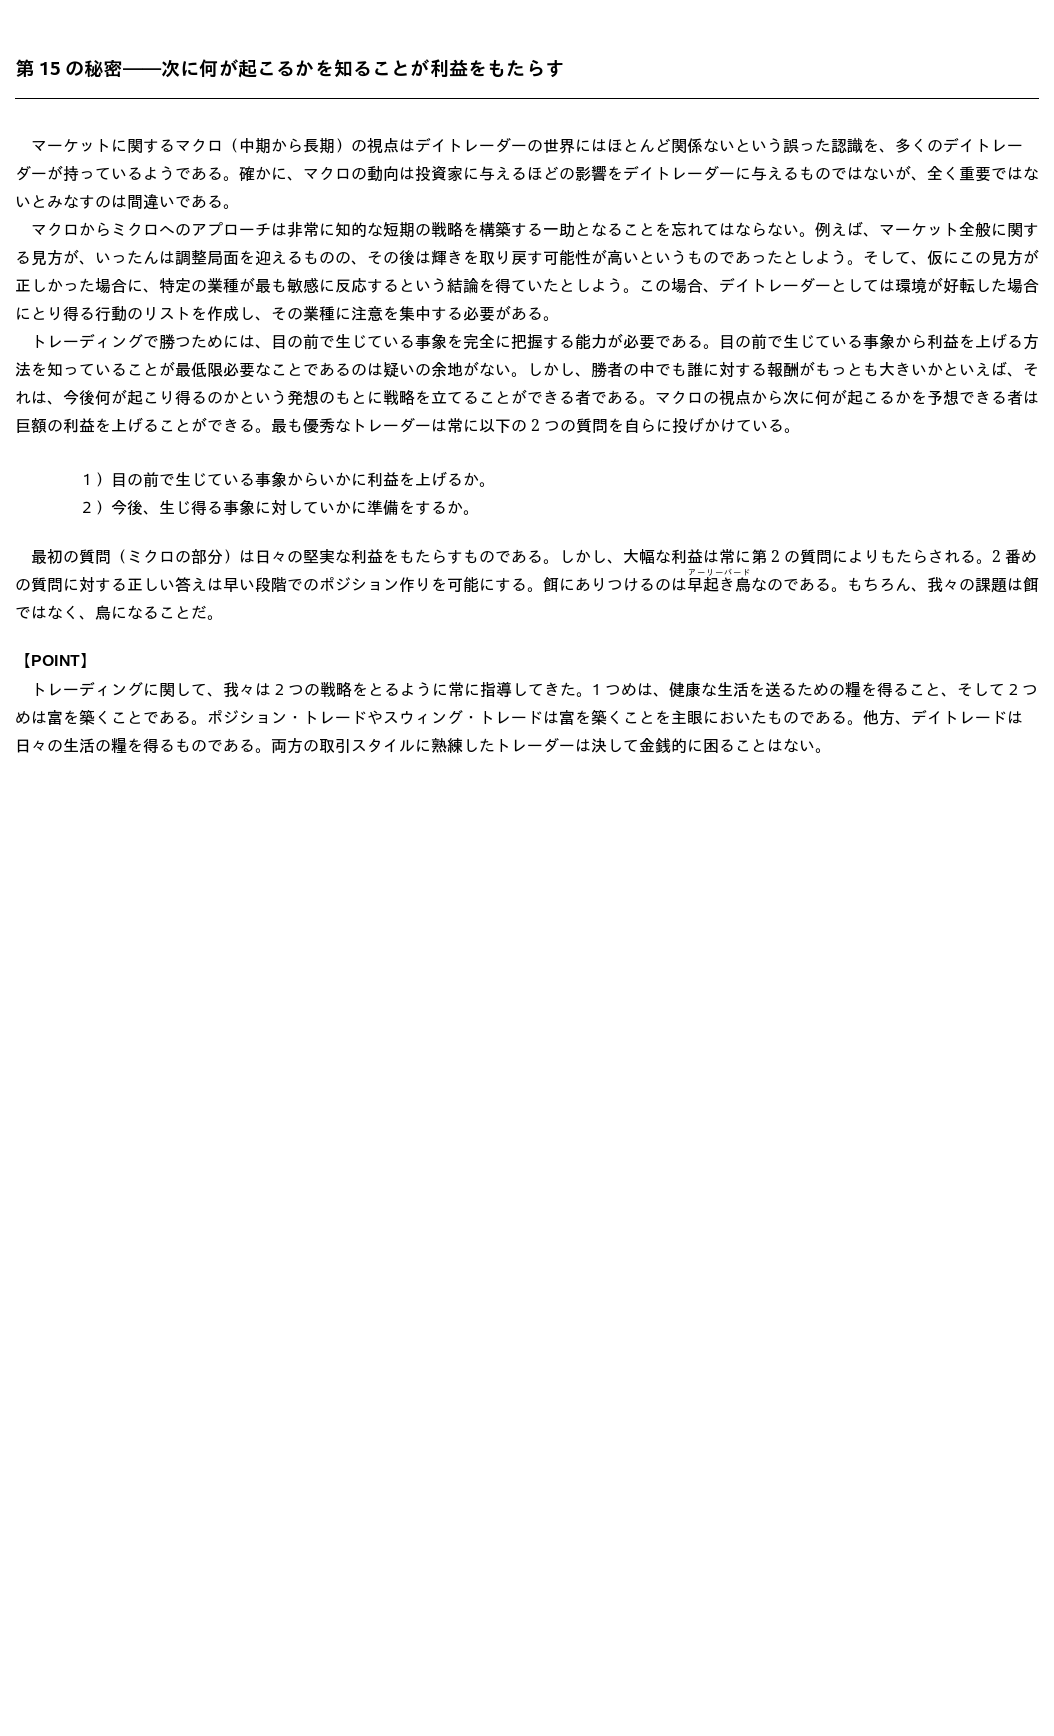 第 15 の秘密——次に何が起こるかを知ることが利益をもたらす
　マーケットに関するマクロ（中期から長期）の視点はデイトレーダーの世界にはほとんど関係ないという誤った認識を、多くのデイトレー
ダーが持っているようである。確かに、マクロの動向は投資家に与えるほどの影響をデイトレーダーに与えるものではないが、全く重要ではな
いとみなすのは間違いである。
　マクロからミクロへのアプローチは非常に知的な短期の戦略を構築する一助となることを忘れてはならない。例えば、マーケット全般に関す
る見方が、いったんは調整局面を迎えるものの、その後は輝きを取り戻す可能性が高いというものであったとしよう。そして、仮にこの見方が
正しかった場合に、特定の業種が最も敏感に反応するという結論を得ていたとしよう。この場合、デイトレーダーとしては環境が好転した場合
にとり得る行動のリストを作成し、その業種に注意を集中する必要がある。
　トレーディングで勝つためには、目の前で生じている事象を完全に把握する能力が必要である。目の前で生じている事象から利益を上げる方
法を知っていることが最低限必要なことであるのは疑いの余地がない。しかし、勝者の中でも誰に対する報酬がもっとも大きいかといえば、そ
れは、今後何が起こり得るのかという発想のもとに戦略を立てることができる者である。マクロの視点から次に何が起こるかを予想できる者は
巨額の利益を上げることができる。最も優秀なトレーダーは常に以下の 2 つの質問を自らに投げかけている。
1 ）目の前で生じている事象からいかに利益を上げるか。
2 ）今後、生じ得る事象に対していかに準備をするか。
　最初の質問（ミクロの部分）は日々の堅実な利益をもたらすものである。しかし、大幅な利益は常に第 2 の質問によりもたらされる。2 番め
アーリーバード
の質問に対する正しい答えは早い段階でのポジション作りを可能にする。餌にありつけるのは早起き鳥なのである。もちろん、我々の課題は餌
ではなく、鳥になることだ。
【POINT】
　トレーディングに関して、我々は 2 つの戦略をとるように常に指導してきた。1 つめは、健康な生活を送るための糧を得ること、そして 2 つ
めは富を築くことである。ポジション・トレードやスウィング・トレードは富を築くことを主眼においたものである。他方、デイトレードは
日々の生活の糧を得るものである。両方の取引スタイルに熟練したトレーダーは決して金銭的に困ることはない。